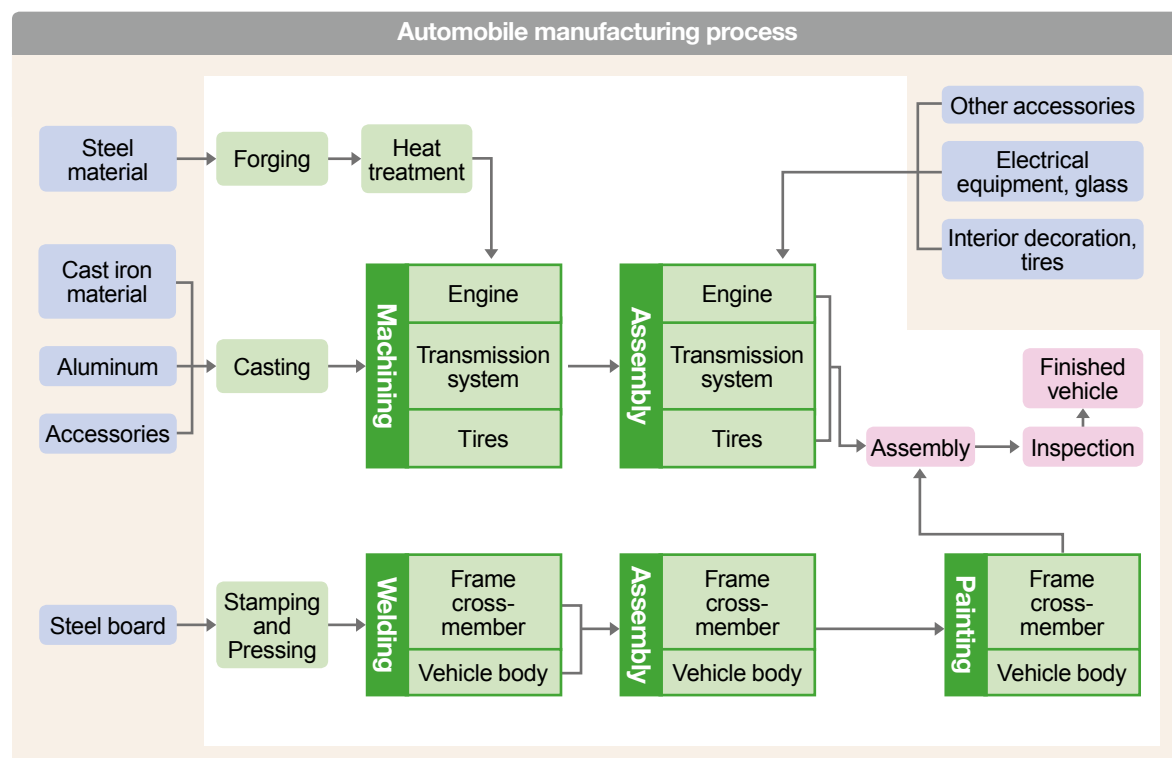 Automobile manufacturing process
Steel
material
Forging
Heat
treatment
Other accessories
Electrical
equipment, glass
Interior decoration,
tires
Cast iron
material
Aluminum
Accessories
Casting
Machining
Engine
Transmission
system
Tires
Assembly
Engine
Transmission
system
Tires
Assembly
Inspection
Finished
vehicle
Steel board
Stamping
and
Pressing
Welding
Frame
cross-
member
Vehicle body
Assembly
Frame
cross-
member
Vehicle body
Painting
Frame
cross-
member
Vehicle body